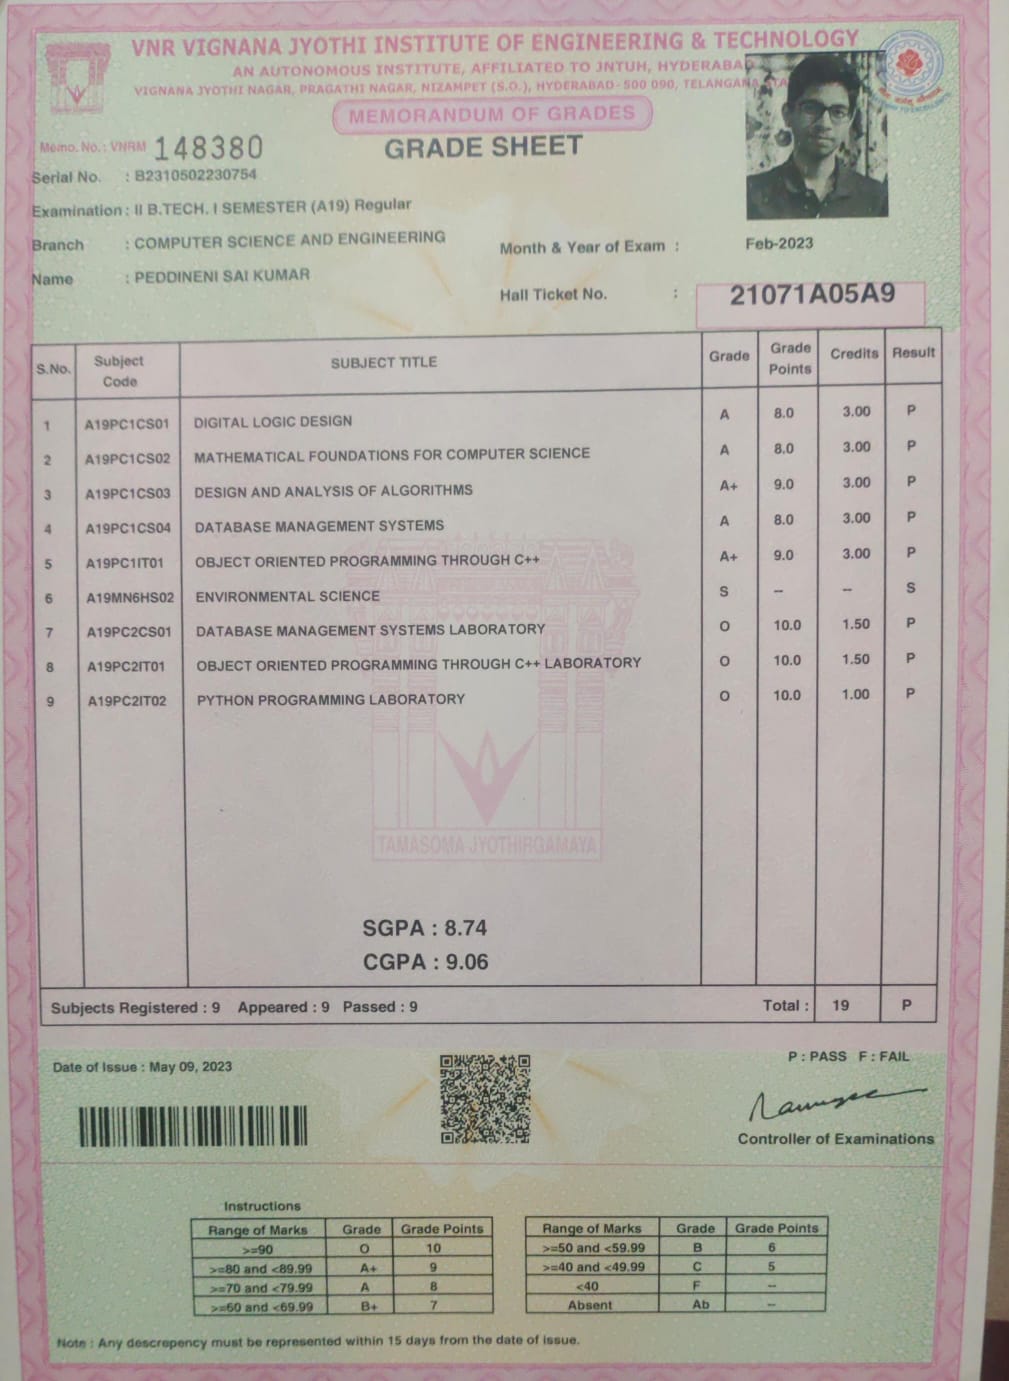 VNR VIGNANA JYOTHI INSTITUTE OF ENGINEERING & TECHNOLOGY
AN AUTONOMOUS INSTITUTE, AFFILIATED TO JNTUH, HYDERABAD
VIGNANA JYOTHI NAGAR, PRAGATHI NAGAR, NIZAMPET (S.O.), HYDERABAD - 500 090, TELANGANA STA
MEMORANDUM OF GRADES
Memo. No. : VNRM 148380
GRADE SHEET
Serial No. : B2310502230754
Examination : II B.TECH. I SEMESTER (A19) Regular
Branch : COMPUTER SCIENCE AND ENGINEERING
Month & Year of Exam : Feb-2023
Name : PEDDINENI SAI KUMAR
Hall Ticket No. : 21071A05A9
S.No. Subject Code SUBJECT TITLE Grade Grade Points Credits Result
1 A19PC1CS01 DIGITAL LOGIC DESIGN A 8.0 3.00 P
2 A19PC1CS02 MATHEMATICAL FOUNDATIONS FOR COMPUTER SCIENCE A 8.0 3.00 P
3 A19PC1CS03 DESIGN AND ANALYSIS OF ALGORITHMS A+ 9.0 3.00 P
4 A19PC1CS04 DATABASE MANAGEMENT SYSTEMS A 8.0 3.00 P
5 A19PC1IT01 OBJECT ORIENTED PROGRAMMING THROUGH C++ A+ 9.0 3.00 P
6 A19MN6HS02 ENVIRONMENTAL SCIENCE S -- -- S
7 A19PC2CS01 DATABASE MANAGEMENT SYSTEMS LABORATORY O 10.0 1.50 P
8 A19PC2IT01 OBJECT ORIENTED PROGRAMMING THROUGH C++ LABORATORY O 10.0 1.50 P
9 A19PC2IT02 PYTHON PROGRAMMING LABORATORY O 10.0 1.00 P
TAMASOMA JYOTHIRGAMAYA
SGPA : 8.74
CGPA : 9.06
Subjects Registered : 9 Appeared : 9 Passed : 9 Total : 19 P
P : PASS F : FAIL
Date of Issue : May 09, 2023
Controller of Examinations
Instructions
Range of Marks Grade Grade Points
>=90 O 10
>=80 and <89.99 A+ 9
>=70 and <79.99 A 8
>=60 and <69.99 B+ 7
Range of Marks Grade Grade Points
>=50 and <59.99 B 6
>=40 and <49.99 C 5
<40 F --
Absent Ab --
Note : Any descrepency must be represented within 15 days from the date of issue.